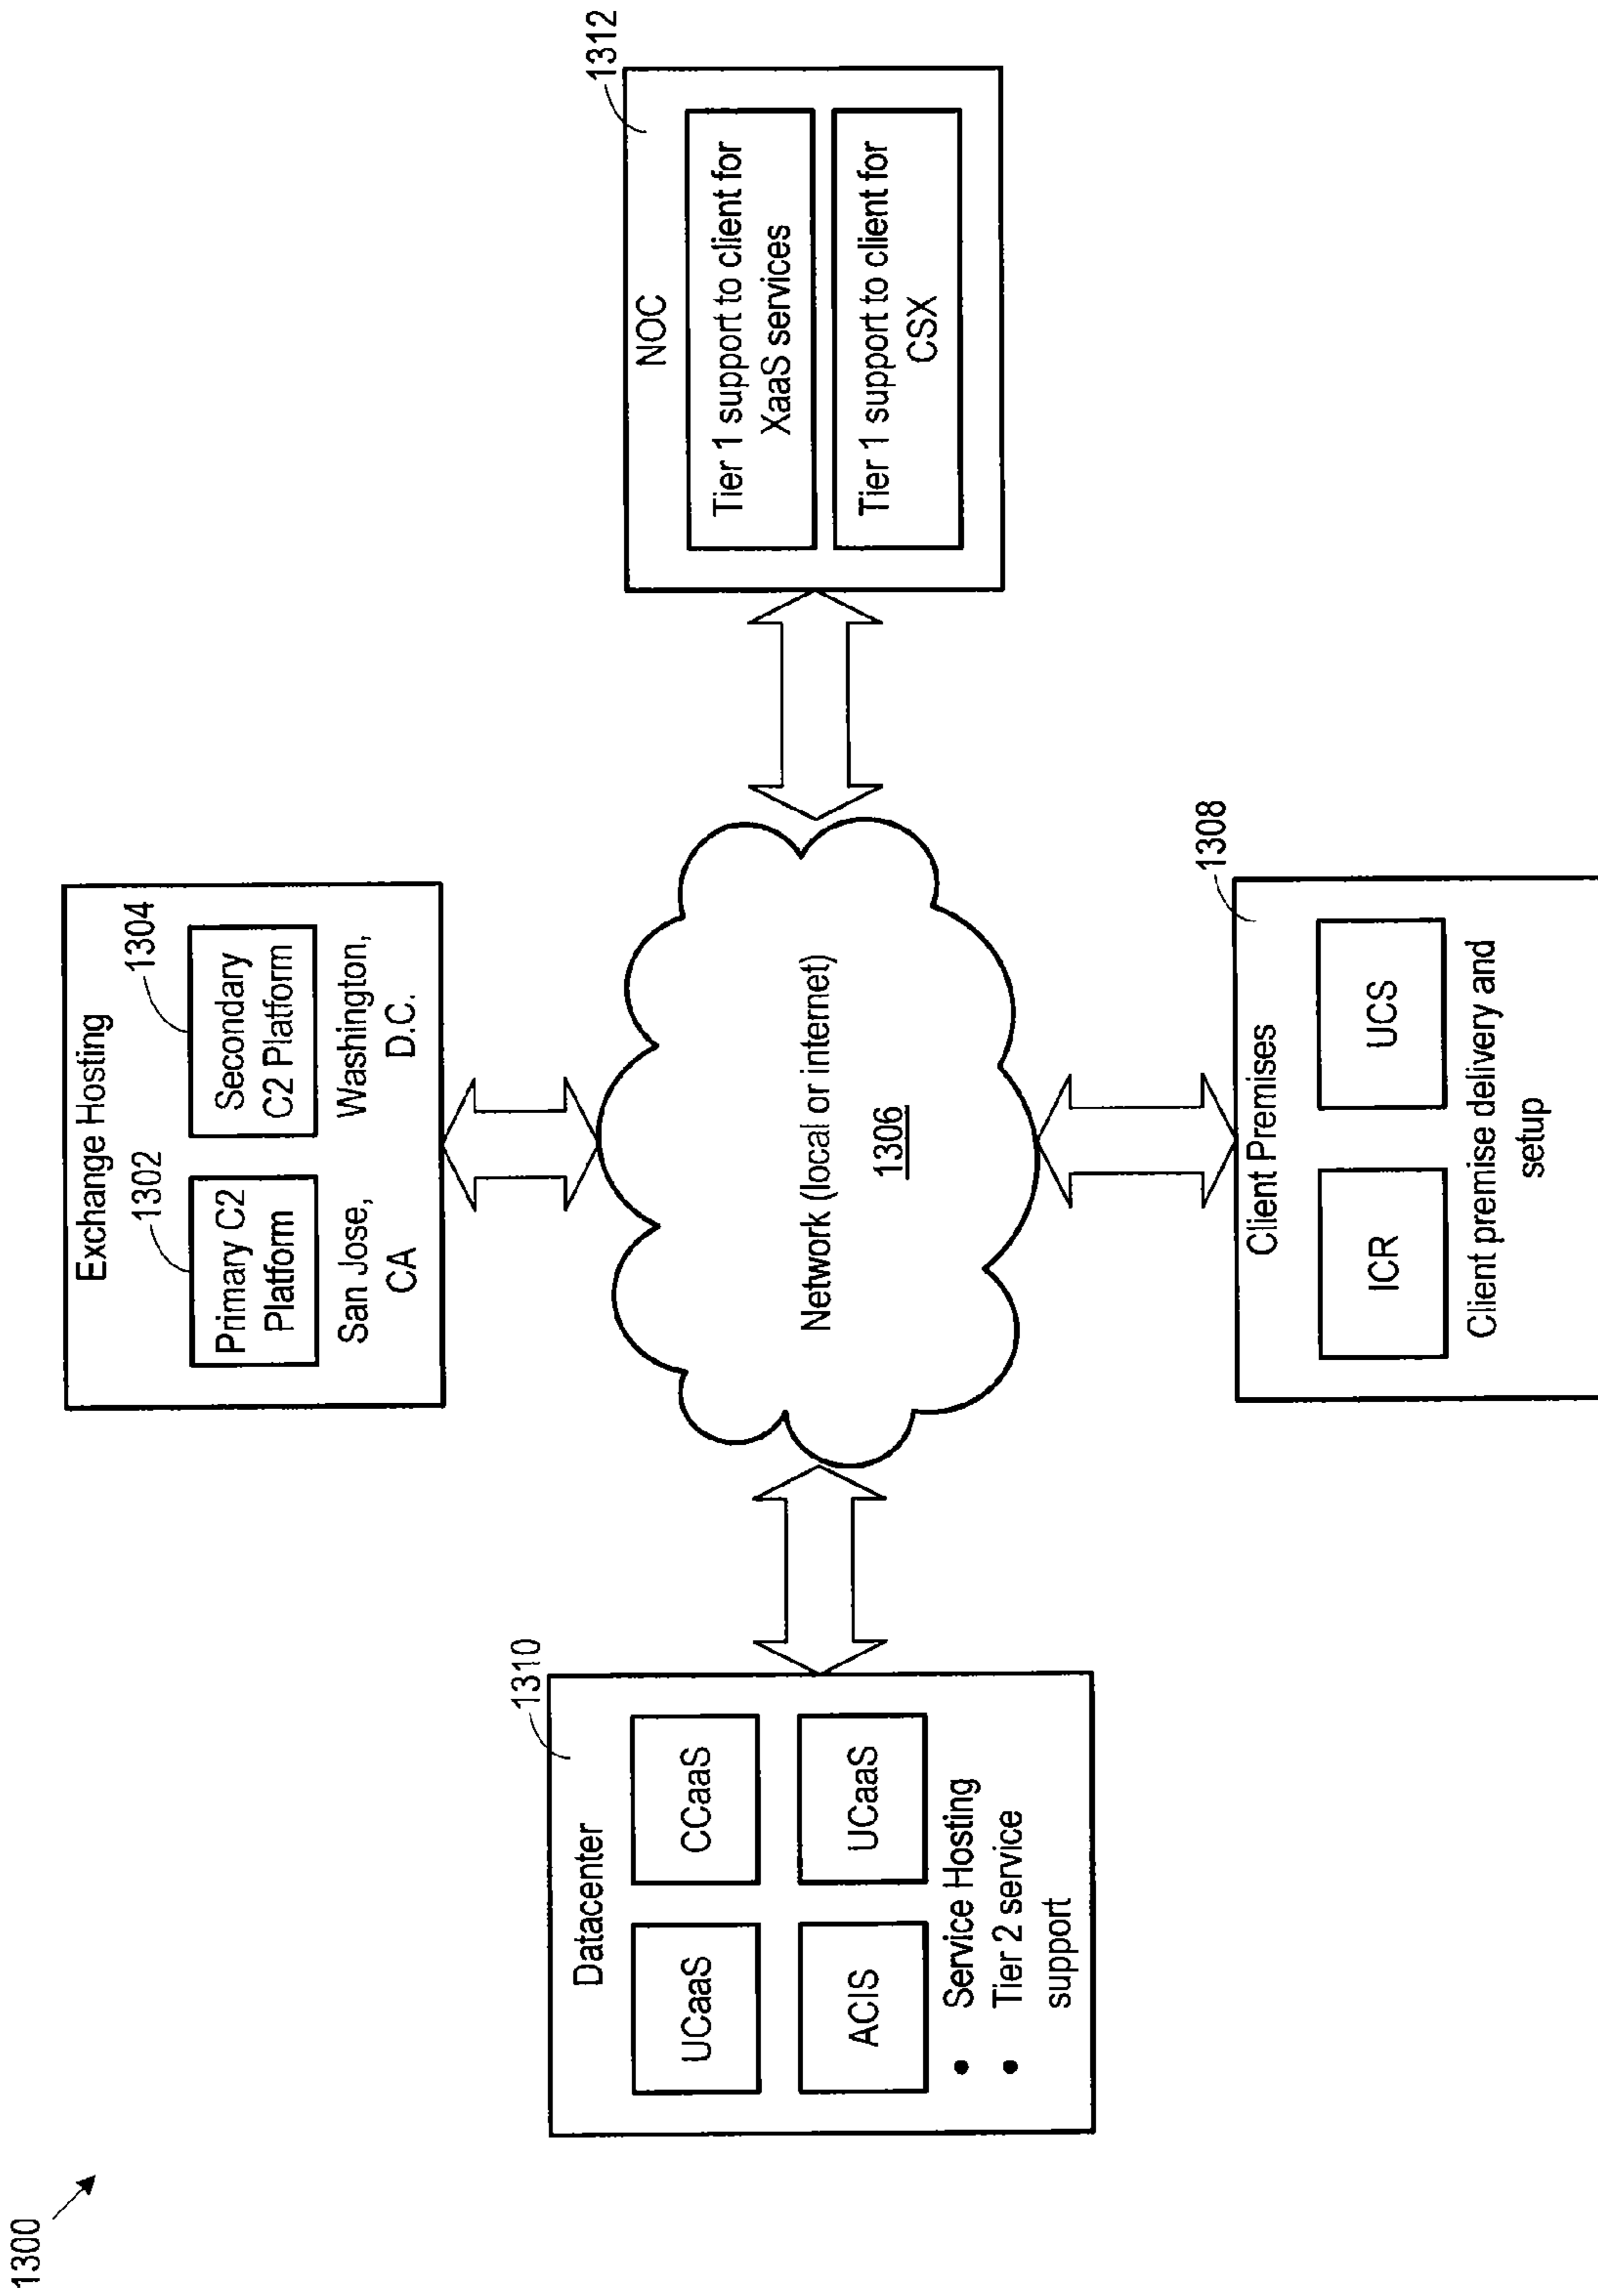 1300
Exchange Hosting
1302
1304
Primary C2
Platform
Secondary
C2 Platform
San Jose,
CA
Washington,
D.C.
1310
Datacenter
UCaaS
CCaaS
ACIS
UCaaS
• Service Hosting
• Tier 2 service
support
Network (local or internet)
1306
1312
NOC
Tier 1 support to client for
XaaS services
Tier 1 support to client for
CSX
1308
Client Premises
ICR
UCS
Client premise delivery and
setup